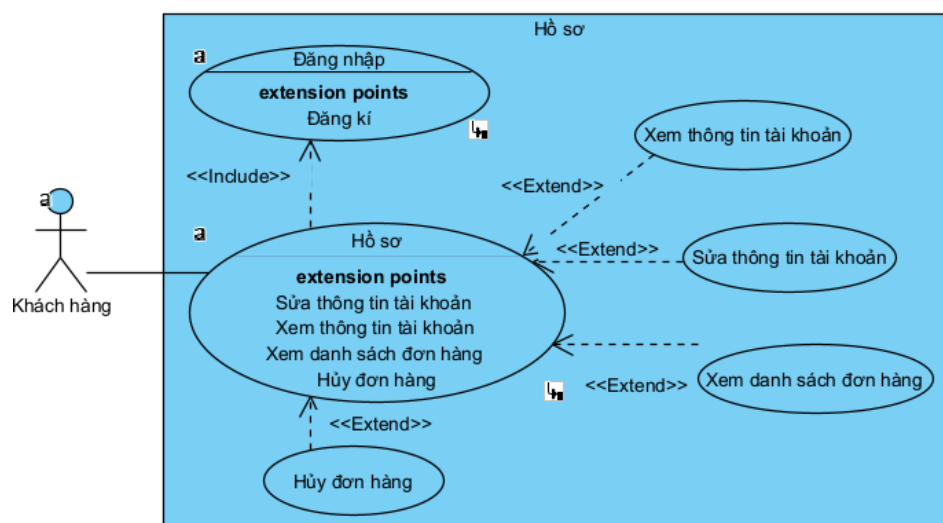 Hồ sơ
a
Đăng nhập
extension points
Đăng kí
Xem thông tin tài khoản
<<Include>>
<<Extend>>
a
a
Hồ sơ
<<Extend>>
Sửa thông tin tài khoản
extension points
Sửa thông tin tài khoản
Xem thông tin tài khoản
Xem danh sách đơn hàng
Hủy đơn hàng
Khách hàng
<<Extend>>
Xem danh sách đơn hàng
<<Extend>>
Hủy đơn hàng